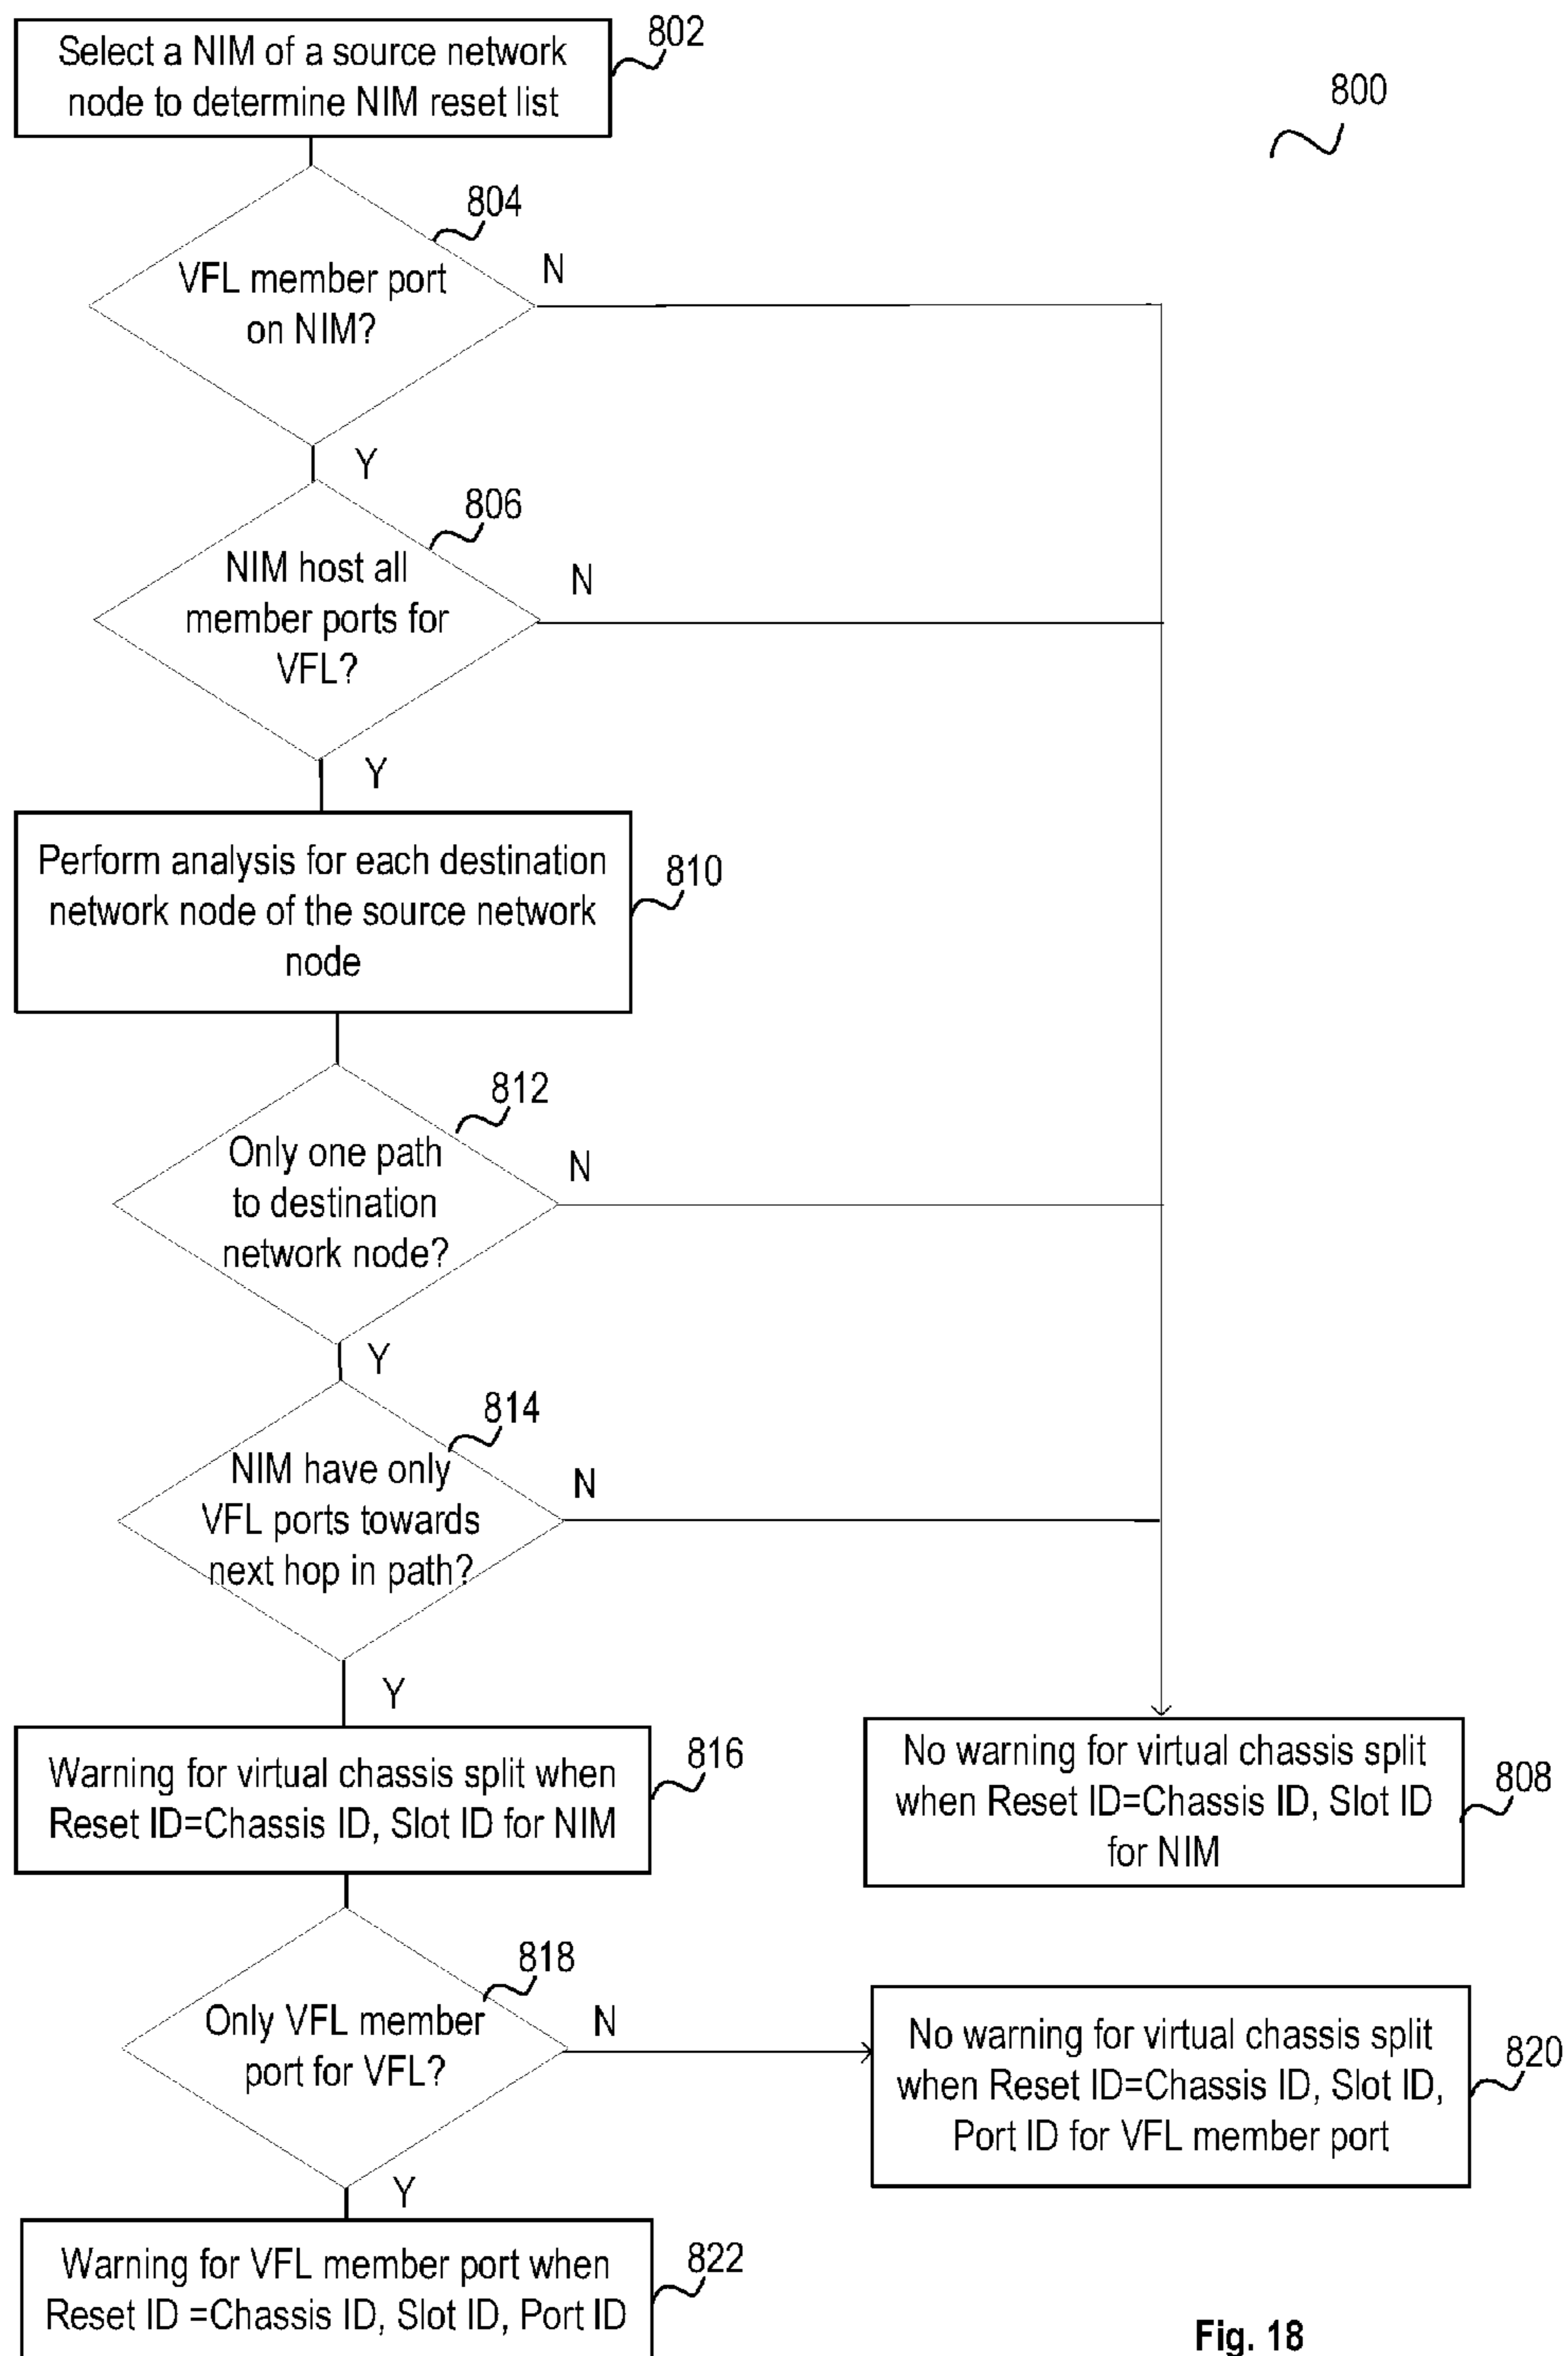 Select a NIM of a source network
node to determine NIM reset list
802
800
804
VFL member port
on NIM?
N
Y
806
NIM host all
member ports for
VFL?
N
Y
Perform analysis for each destination
network node of the source network
node
810
812
Only one path
to destination
network node?
N
Y
814
NIM have only
VFL ports towards
next hop in path?
N
Y
Warning for virtual chassis split when
Reset ID=Chassis ID, Slot ID for NIM
816
No warning for virtual chassis split
when Reset ID=Chassis ID, Slot ID
for NIM
808
818
Only VFL member
port for VFL?
N
No warning for virtual chassis split
when Reset ID=Chassis ID, Slot ID,
Port ID for VFL member port
820
Y
Warning for VFL member port when
Reset ID =Chassis ID, Slot ID, Port ID
822
Fig. 18